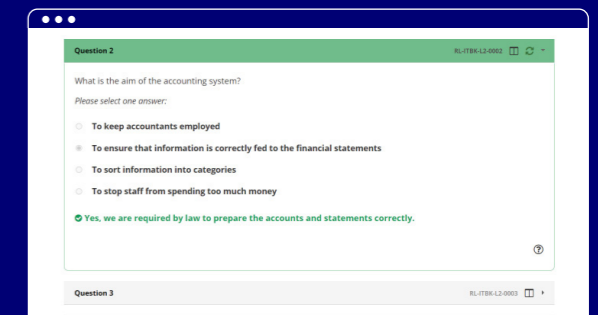 Question 2
RL-ITBK-L2-0002
What is the aim of the accounting system?
Please select one answer:
To keep accountants employed
To ensure that information is correctly fed to the financial statements
To sort information into categories
To stop staff from spending too much money
Yes, we are required by law to prepare the accounts and statements correctly.
Question 3
RL-ITBK-L2-0003